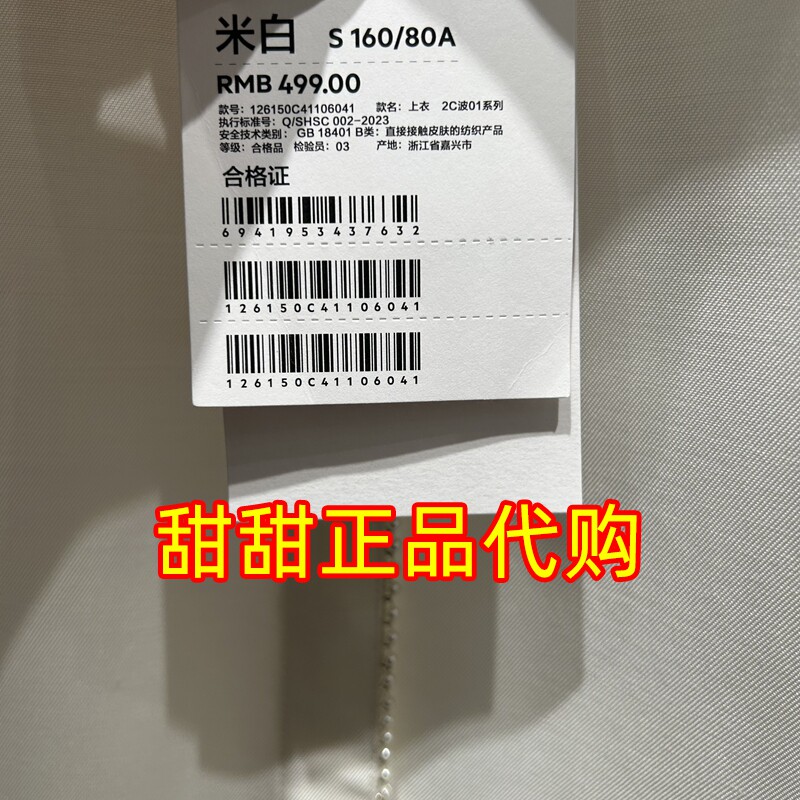 米白 S 160/80A
RMB 499.00
款号：126150C41106041 款名：上衣 2C波01系列
执行标准号：Q/SHSC 002-2023
安全技术类别：GB 18401 B类：直接接触皮肤的纺织产品
等级：合格品 检验员：03 产地：浙江省嘉兴市
合格证
6941953437632
126150C41106041
126150C41106041
甜甜正品代购